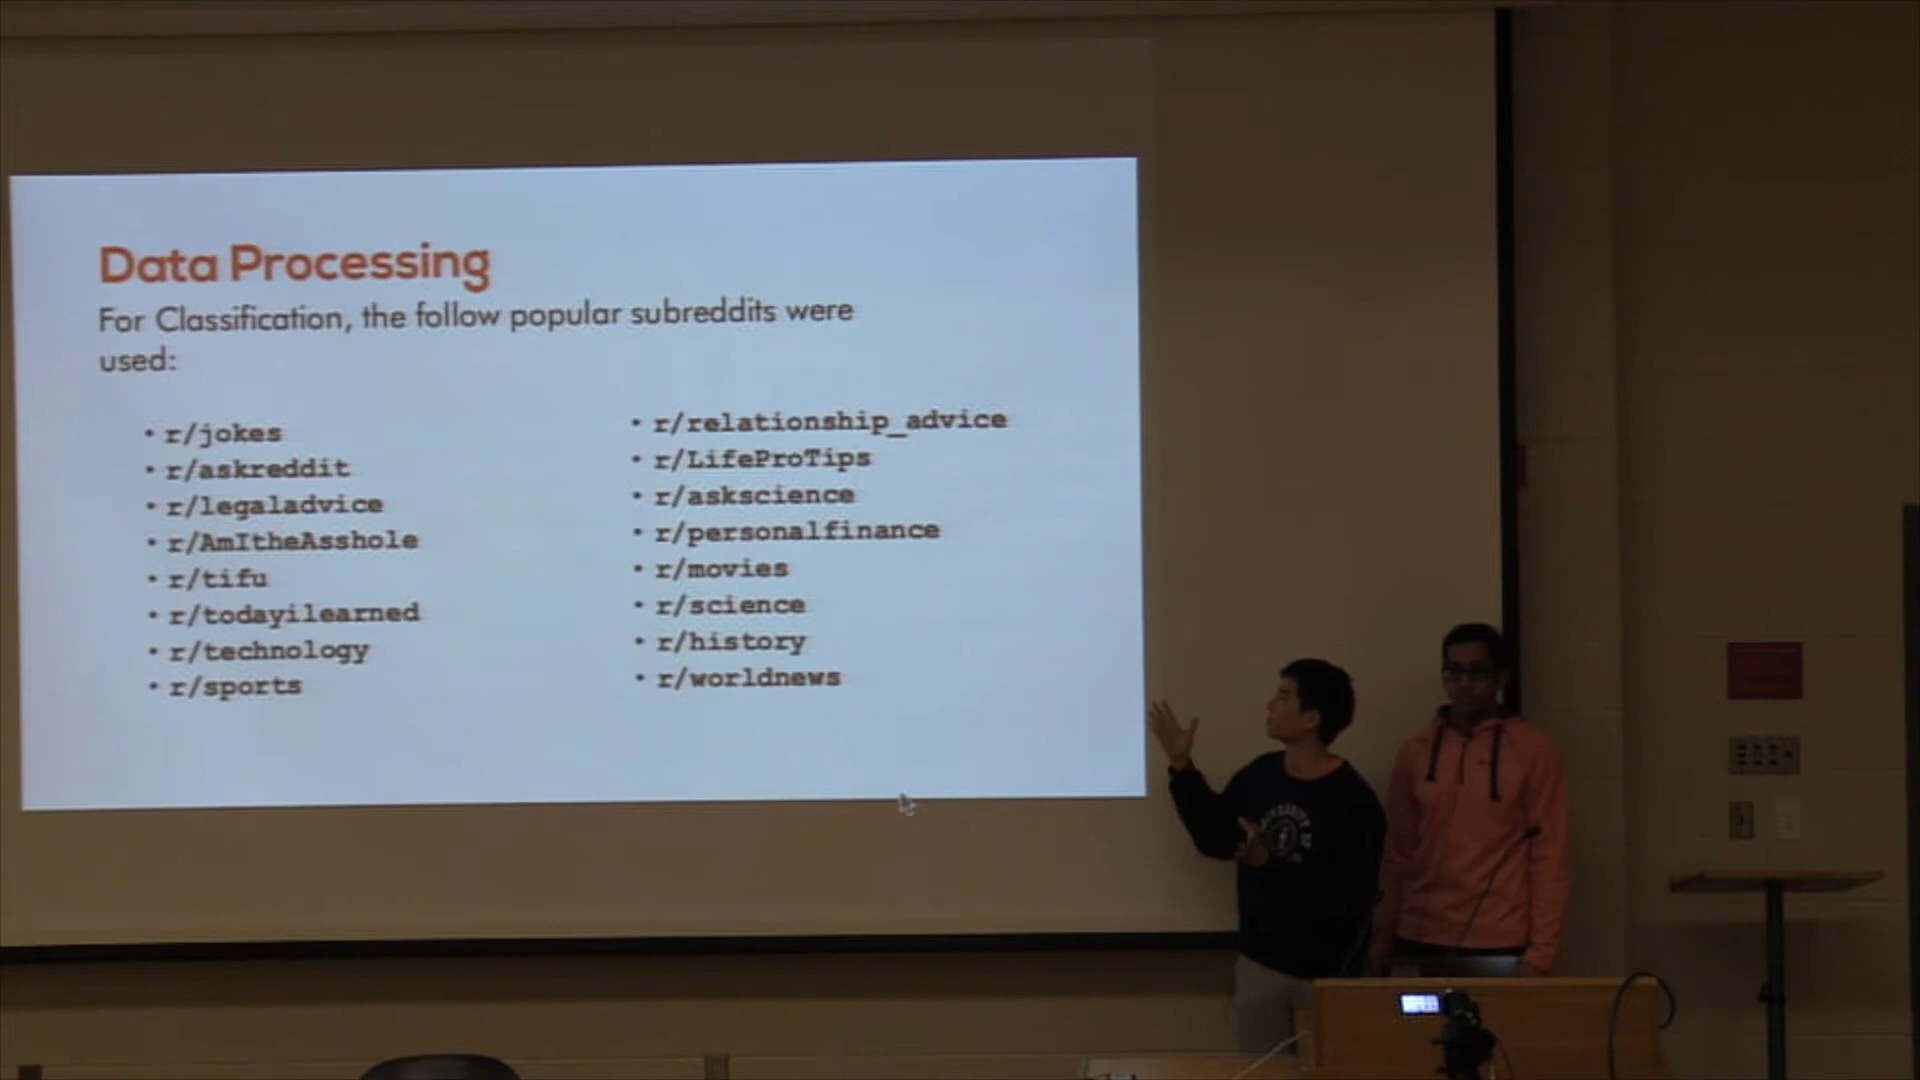 Data Processing
For Classification, the follow popular subreddits were
used:
• r/jokes
• r/askreddit
• r/legaladvice
• r/AmItheAsshole
• r/tifu
• r/todayilearned
• r/technology
• r/sports
• r/relationship_advice
• r/LifeProTips
• r/askscience
• r/personalfinance
• r/movies
• r/science
• r/history
• r/worldnews